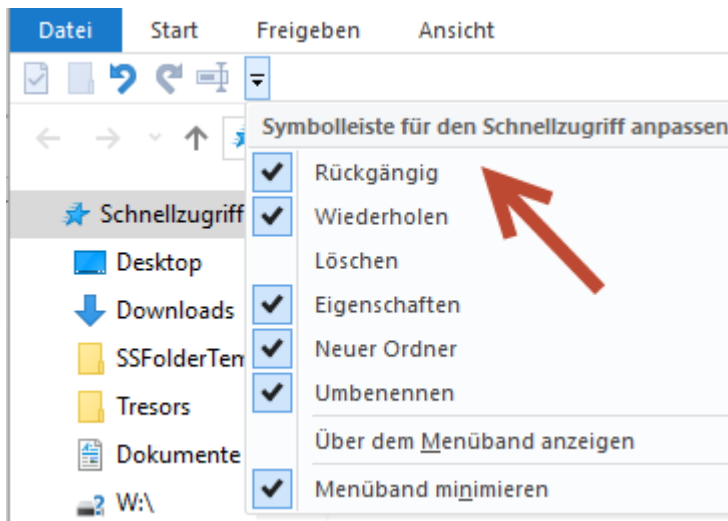 Datei Start Freigeben Ansicht
Symbolleiste für den Schnellzugriff anpassen
Rückgängig
Schnellzugriff
Wiederholen
Desktop
Löschen
Downloads
Eigenschaften
SSFolderTem
Neuer Ordner
Tresors
Umbenennen
Dokumente
Über dem Menüband anzeigen
W:\
Menüband minimieren